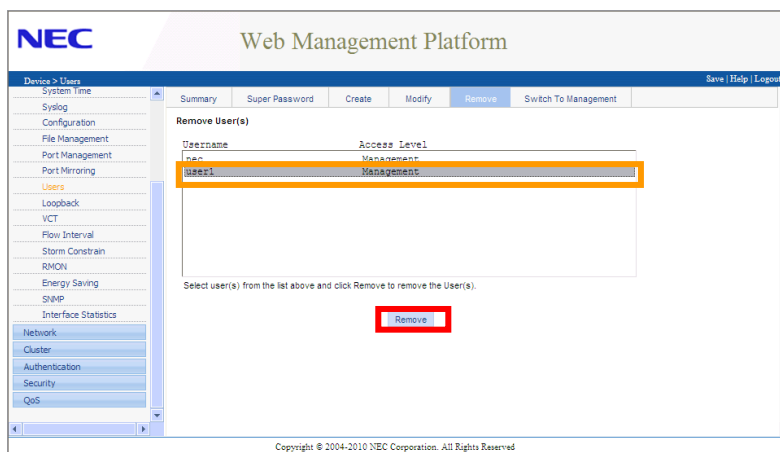 NEC
Web Management Platform
Device > Users
Save | Help | Logout
System Time
Syslog
Configuration
File Management
Port Management
Port Mirroring
Users
Loopback
VCT
Flow Interval
Storm Constrain
RMON
Energy Saving
SNMP
Interface Statistics
Network
Cluster
Authentication
Security
QoS
Summary Super Password Create Modify Remove Switch To Management
Remove User(s)
Username Access Level
nec Management
user1 Management
Select user(s) from the list above and click Remove to remove the User(s).
Remove
Copyright © 2004-2010 NEC Corporation. All Rights Reserved